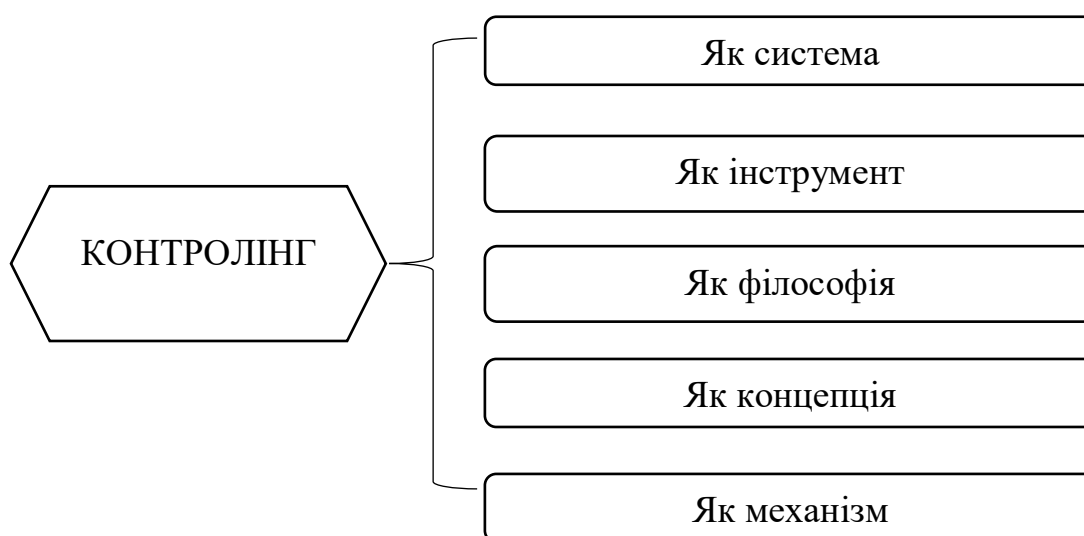 КОНТРОЛІНГ
Як система
Як інструмент
Як філософія
Як концепція
Як механізм